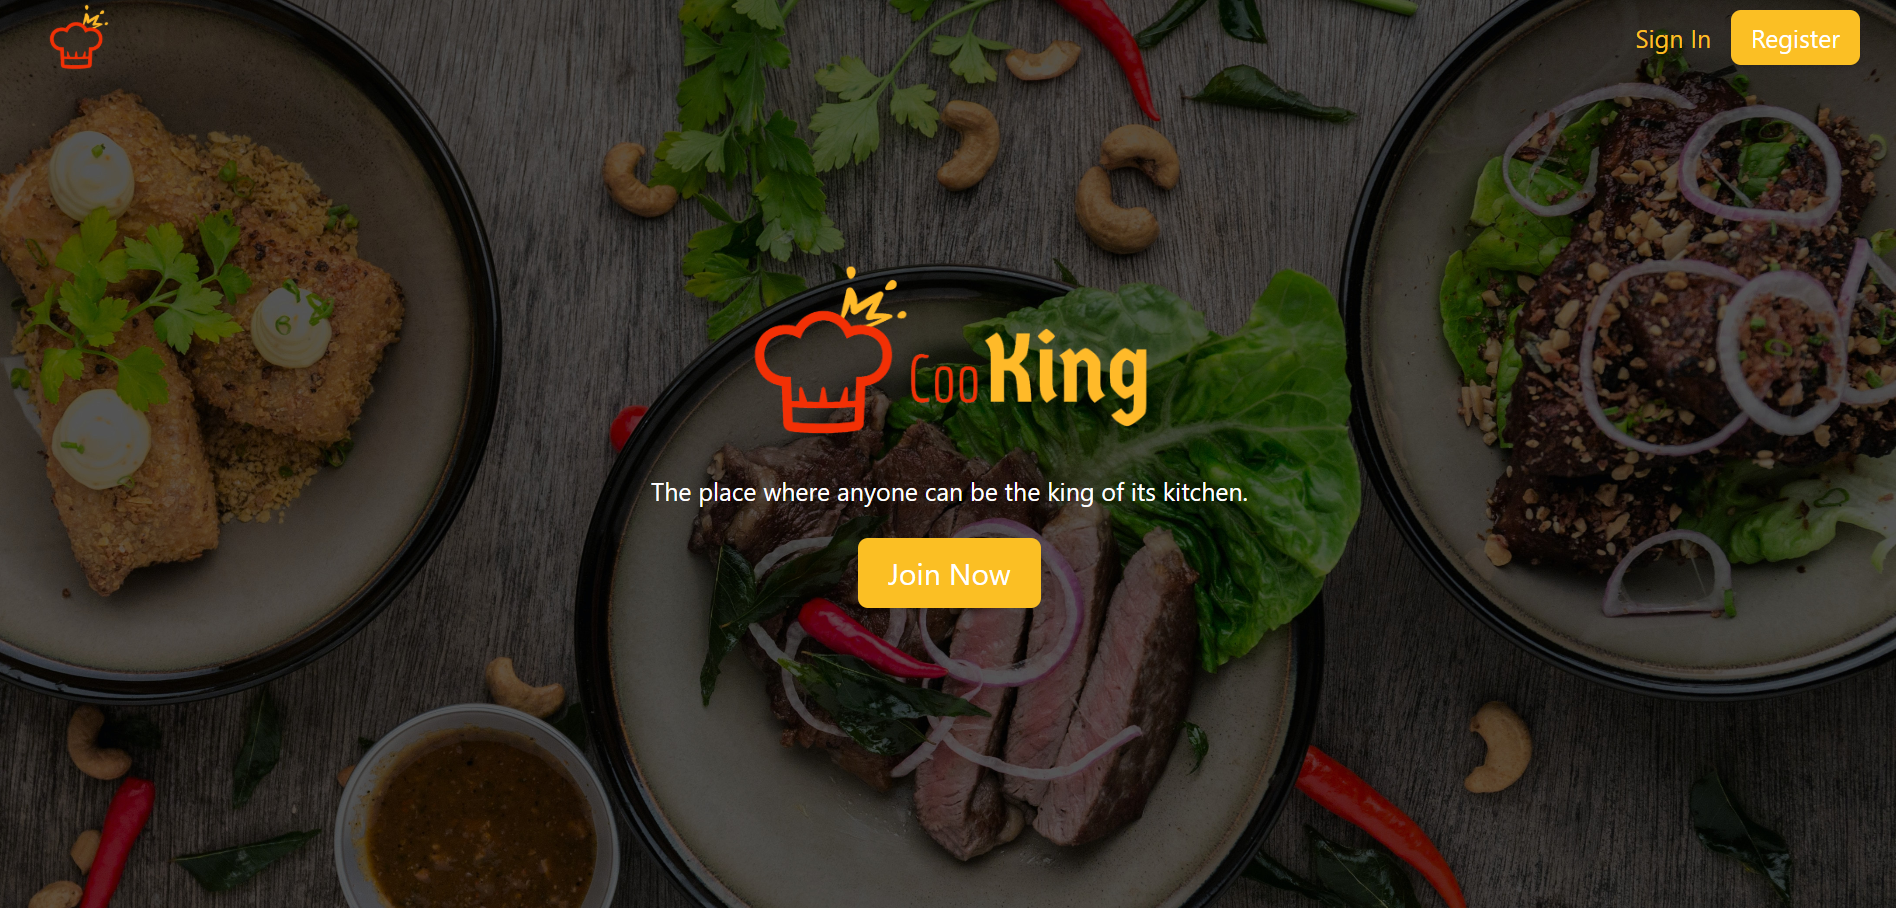 Sign In
Register
CooKing
The place where anyone can be the king of its kitchen.
Join Now